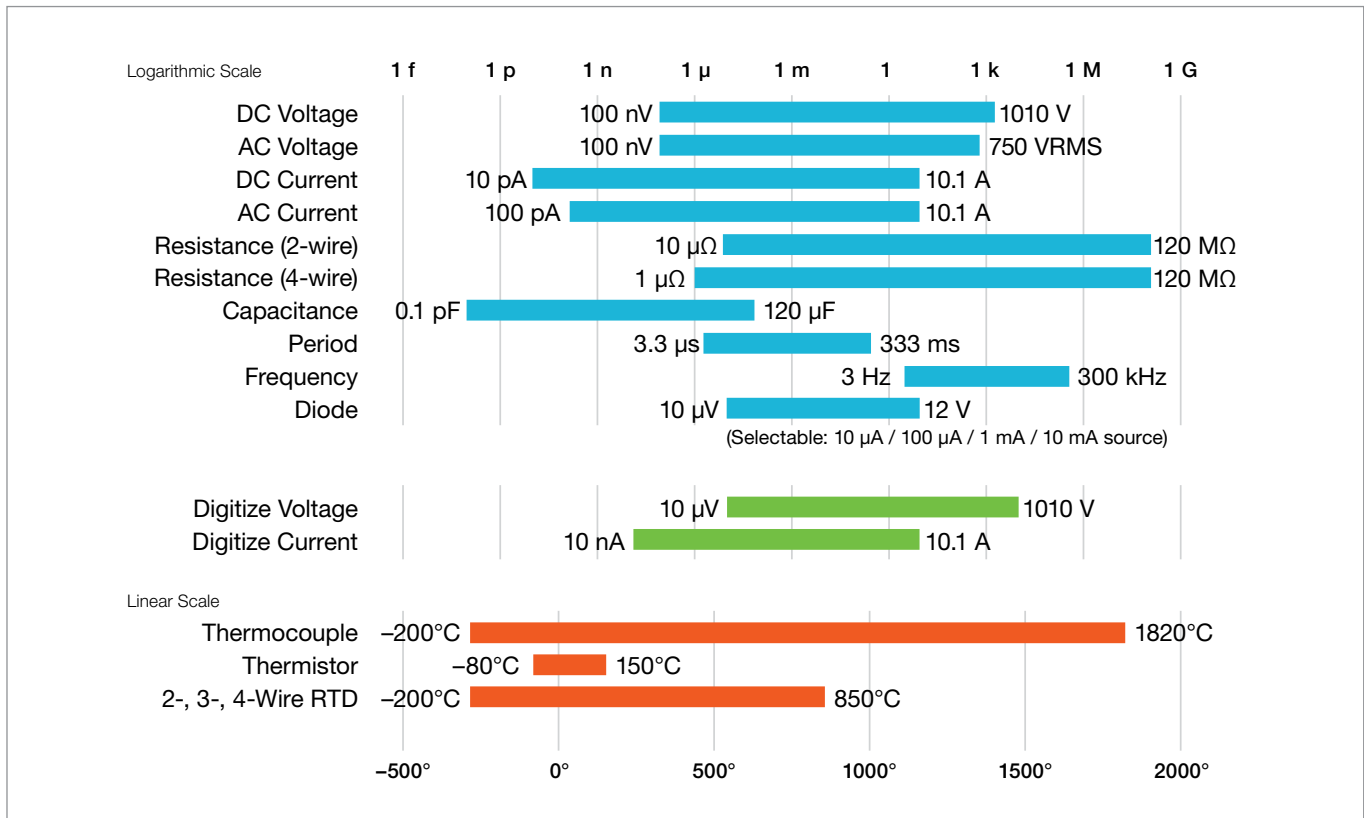 Logarithmic Scale 1 f 1 p 1 n 1 µ 1 m 1 1 k 1 M 1 G
DC Voltage 100 nV 1010 V
AC Voltage 100 nV 750 VRMS
DC Current 10 pA 10.1 A
AC Current 100 pA 10.1 A
Resistance (2-wire) 10 µΩ 120 MΩ
Resistance (4-wire) 1 µΩ 120 MΩ
Capacitance 0.1 pF 120 µF
Period 3.3 µs 333 ms
Frequency 3 Hz 300 kHz
Diode 10 µV 12 V
(Selectable: 10 µA / 100 µA / 1 mA / 10 mA source)
Digitize Voltage 10 µV 1010 V
Digitize Current 10 nA 10.1 A
Linear Scale
Thermocouple –200°C 1820°C
Thermistor –80°C 150°C
2-, 3-, 4-Wire RTD –200°C 850°C
–500° 0° 500° 1000° 1500° 2000°